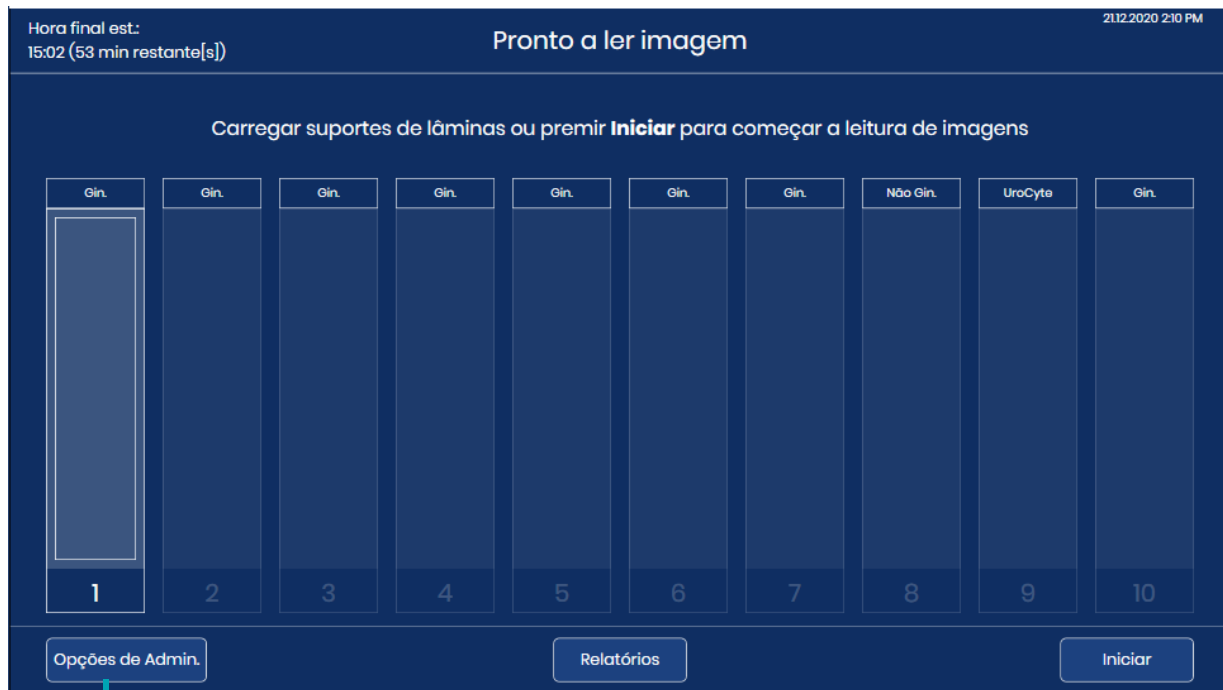 Hora final est.:
15:02 (53 min restante[s])
Pronto a ler imagem
21.12.2020 2:10 PM
Carregar suportes de lâminas ou premir Iniciar para começar a leitura de imagens
Gin. Gin. Gin. Gin. Gin. Gin. Gin. Não Gin. UroCyte Gin.
1 2 3 4 5 6 7 8 9 10
Opções de Admin. Relatórios Iniciar